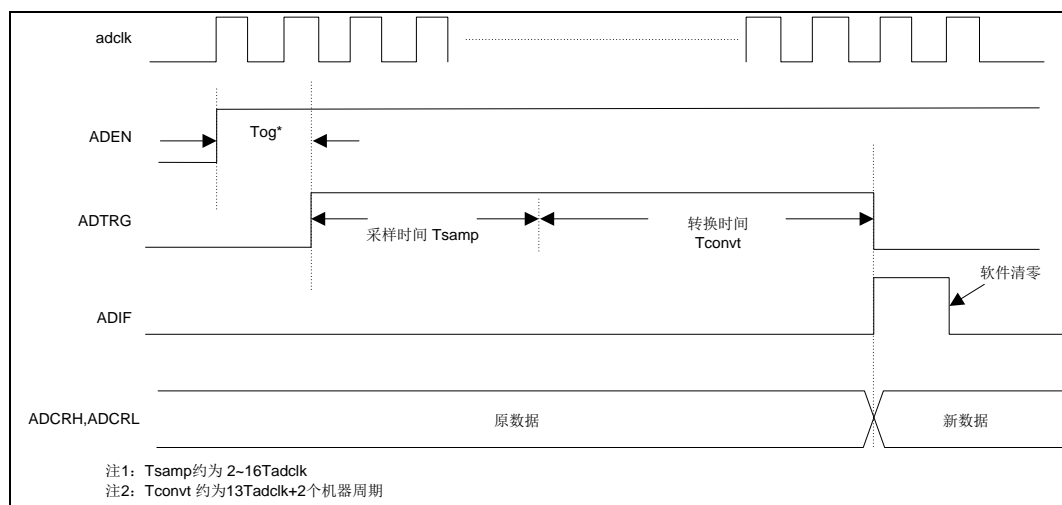 adclk
ADEN
Tog*
ADTRG
采样时间 Tsamp
转换时间
Tconvt
软件清零
ADIF
ADCRH,ADCRL
原数据
新数据
注1：Tsamp约为 2~16Tadclk
注2：Tconvt 约为13Tadclk+2个机器周期